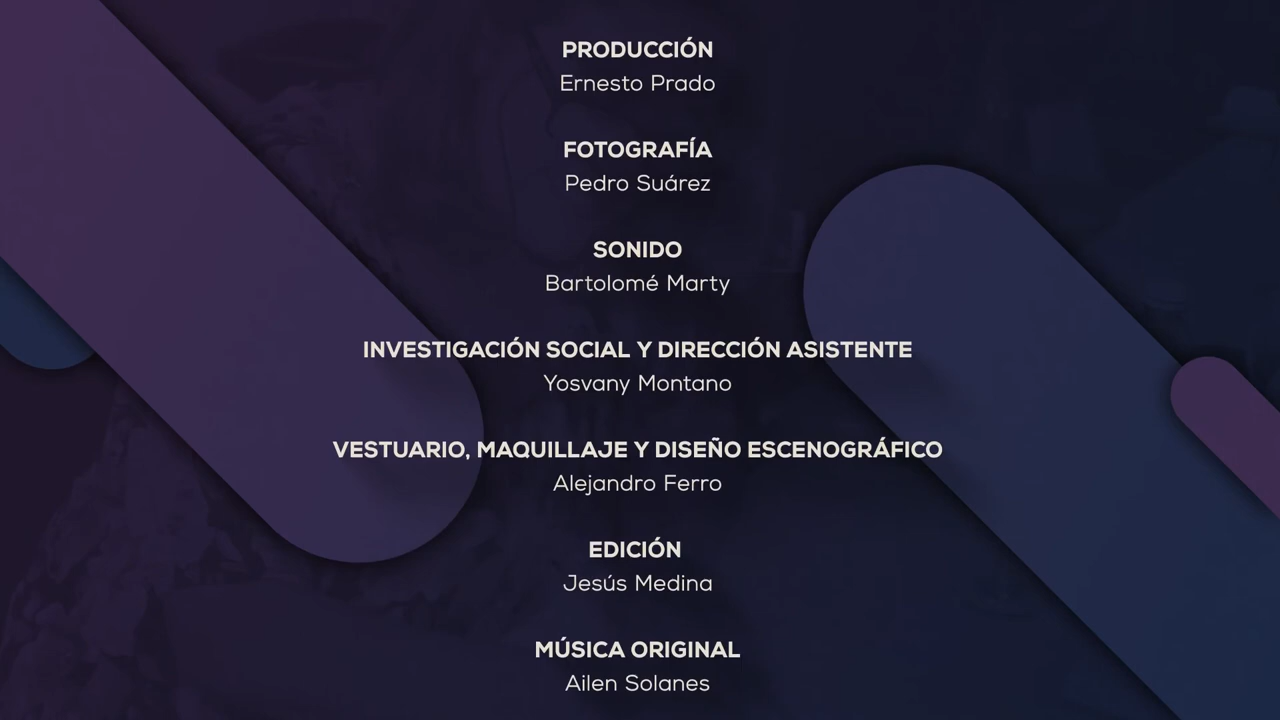 PRODUCCIÓN
Ernesto Prado
FOTOGRAFÍA
Pedro Suárez
SONIDO
Bartolomé Marty
INVESTIGACIÓN SOCIAL Y DIRECCIÓN ASISTENTE
Yosvany Montano
VESTUARIO, MAQUILLAJE Y DISEÑO ESCENOGRÁFICO
Alejandro Ferro
EDICIÓN
Jesús Medina
MÚSICA ORIGINAL
Ailen Solanes